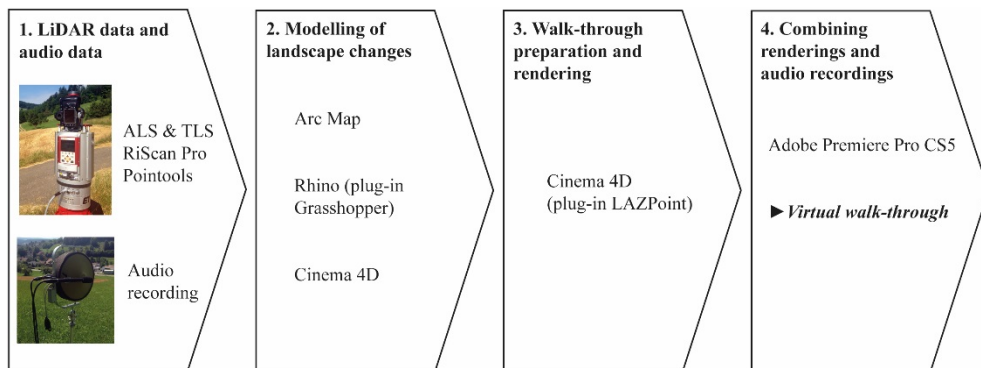 1. LiDAR data and
audio data
ALS & TLS
RiScan Pro
Pointools
Audio
recording
2. Modelling of
landscape changes
Arc Map
Rhino (plug-in
Grasshopper)
Cinema 4D
3. Walk-through
preparation and
rendering
Cinema 4D
(plug-in LAZPoint)
4. Combining
renderings and
audio recordings
Adobe Premiere Pro CS5
►Virtual walk-through